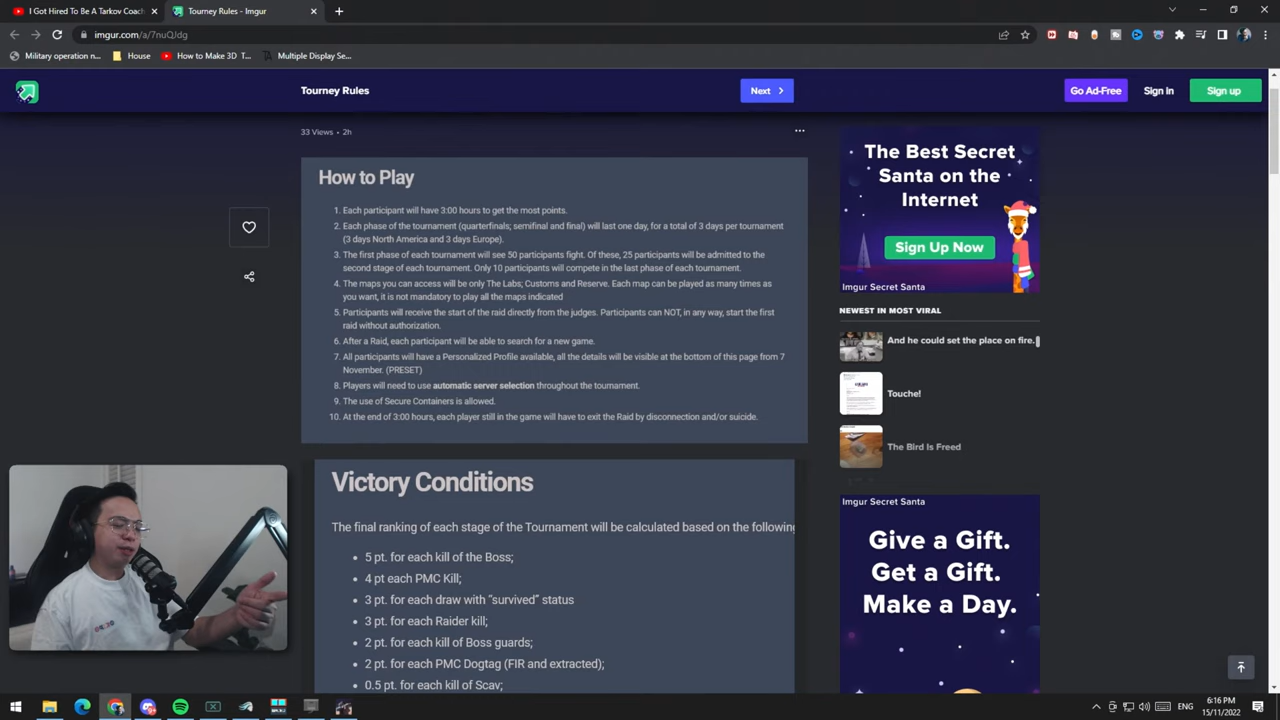 I Got Hired To Be A Tarkov Coach
Tourney Rules - Imgur
imgur.com/a/7nuQJdg
Military operation n...
House
How to Make 3D T...
Multiple Display Se...
Tourney Rules
Next
Go Ad-Free
Sign in
Sign up
33 Views • 2h
How to Play
1. Each participant will have 3:00 hours to get the most points.
2. Each phase of the tournament (quarterfinals; semifinal and final) will last one day, for a total of 3 days per tournament
(3 days North America and 3 days Europe).
3. The first phase of each tournament will see 50 participants fight. Of these, 25 participants will be admitted to the
second stage of each tournament. Only 10 participants will compete in the last phase of each tournament.
4. The maps you can access will be only The Labs; Customs and Reserve. Each map can be played as many times as
you want, it is not mandatory to play all the maps indicated
5. Participants will receive the start of the raid directly from the judges. Participants can NOT, in any way, start the first
raid without authorization.
6. After a Raid, each participant will be able to search for a new game.
7. All participants will have a Personalized Profile available, all the details will be visible at the bottom of this page from 7
November. (PRESET)
8. Players will need to use automatic server selection throughout the tournament.
9. The use of Secure Containers is allowed.
10. At the end of 3:00 hours, each player still in the game will have to exit the Raid by disconnection and/or suicide.
Victory Conditions
The final ranking of each stage of the Tournament will be calculated based on the following
• 5 pt. for each kill of the Boss;
• 4 pt each PMC Kill;
• 3 pt. for each draw with “survived” status
• 3 pt. for each Raider kill;
• 2 pt. for each kill of Boss guards;
• 2 pt. for each PMC Dogtag (FIR and extracted);
• 0.5 pt. for each kill of Scav;
The Best Secret
Santa on the
Internet
Sign Up Now
Imgur Secret Santa
NEWEST IN MOST VIRAL
And he could set the place on fire.
Touche!
The Bird Is Freed
Imgur Secret Santa
Give a Gift.
Get a Gift.
Make a Day.
ENG
6:16 PM
15/11/2022